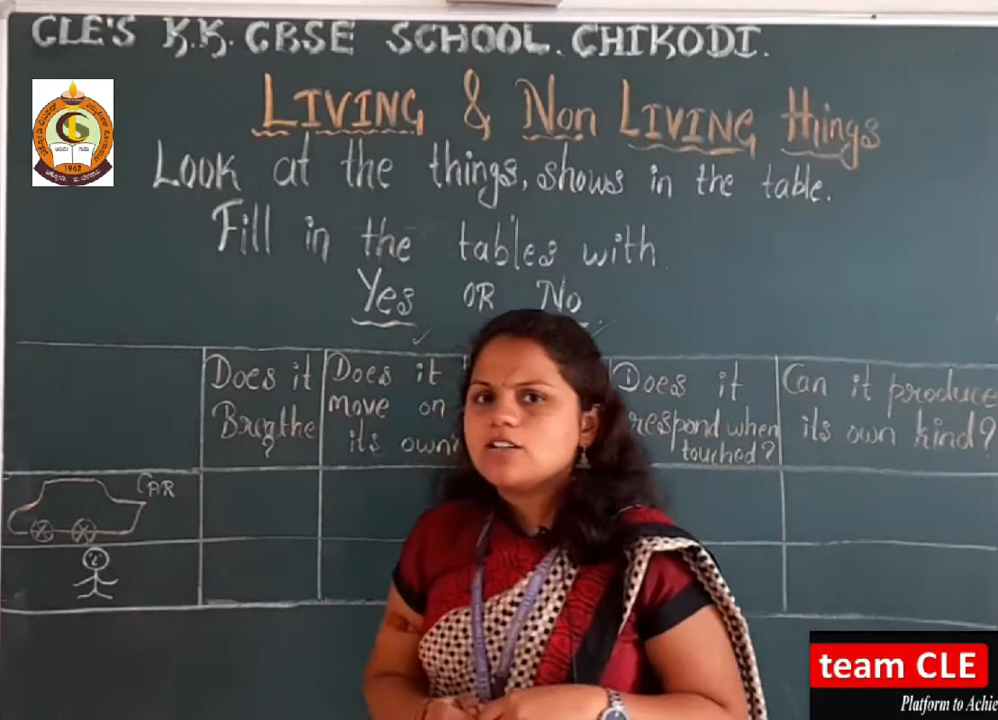 CLE'S K.K. CBSE SCHOOL. CHIKODI.
LIVING & Non LIVING things
Look at the things, shows in the table.
Fill in the tables with
Yes OR No
Does it
Breathe
?
Does it
move on
its own
Does it
respond when
touched?
Can it produce
its own kind?
CAR
1962
team CLE
Platform to Achie